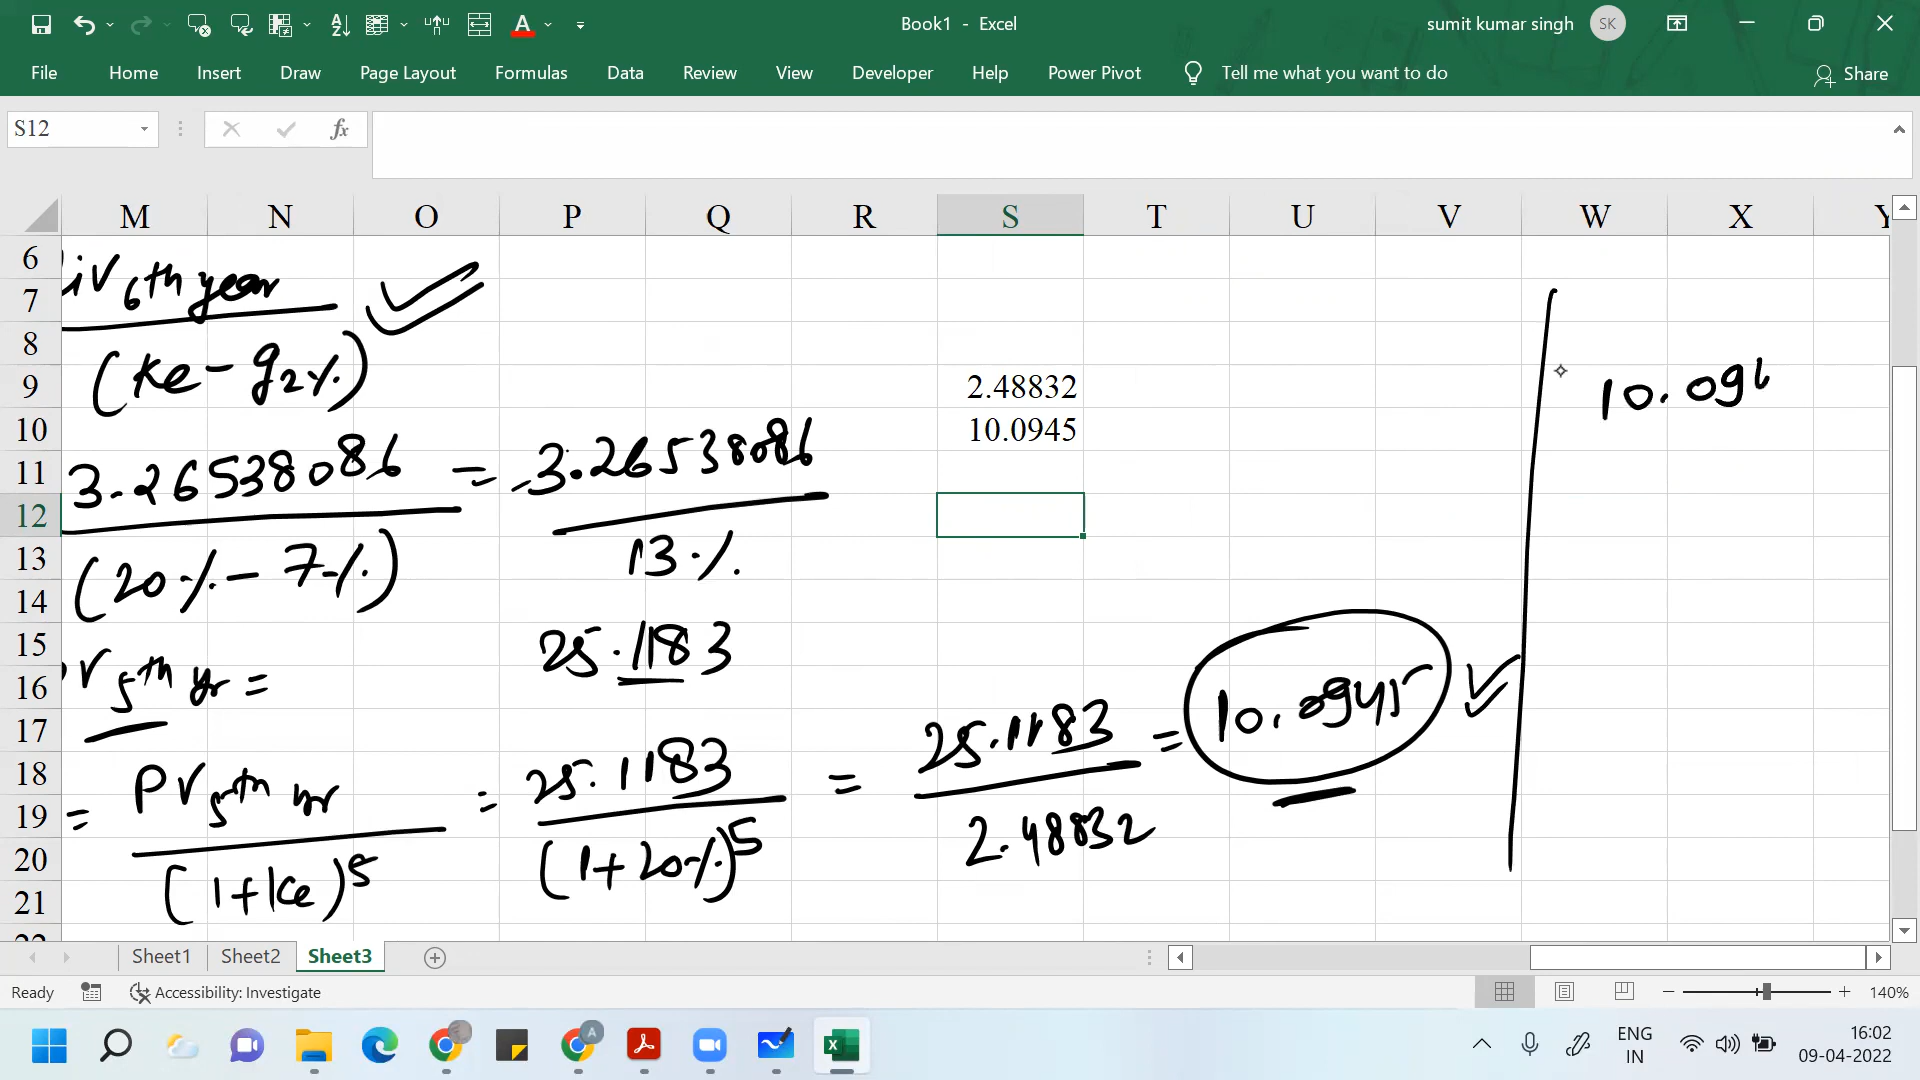 Book1 - Excel
sumit kumar singh
SK
File Home Insert Draw Page Layout Formulas Data Review View Developer Help Power Pivot Tell me what you want to do Share
S12
fx
M N O P Q R S T U V W X Y
6
7
8
9
10
11
12
13
14
15
16
17
18
19
20
21
22
iv 6th year
(ke - g2%)
2.48832
10.0945
10.09
3.26538086 = 3.26538086
(20% - 7%)
13%
25.1183
PV 5th yr =
= PV 5th yr = 25.1183 = 25.1183 = 10.0945
(1+ke)5
(1+20%)5
2.48832
Sheet1 Sheet2 Sheet3
Ready Accessibility: Investigate
140%
A
ENG
IN
16:02
09-04-2022